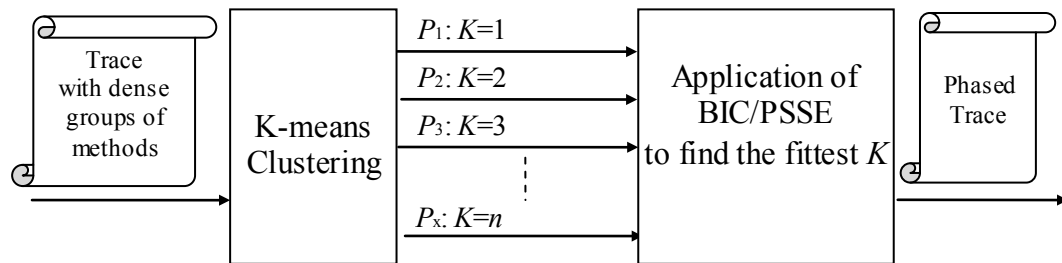 Trace
with dense
groups of
methods
K-means
Clustering
P1: K=1
P2: K=2
P3: K=3
Px: K=n
Application of
BIC/PSSE
to find the fittest K
Phased
Trace